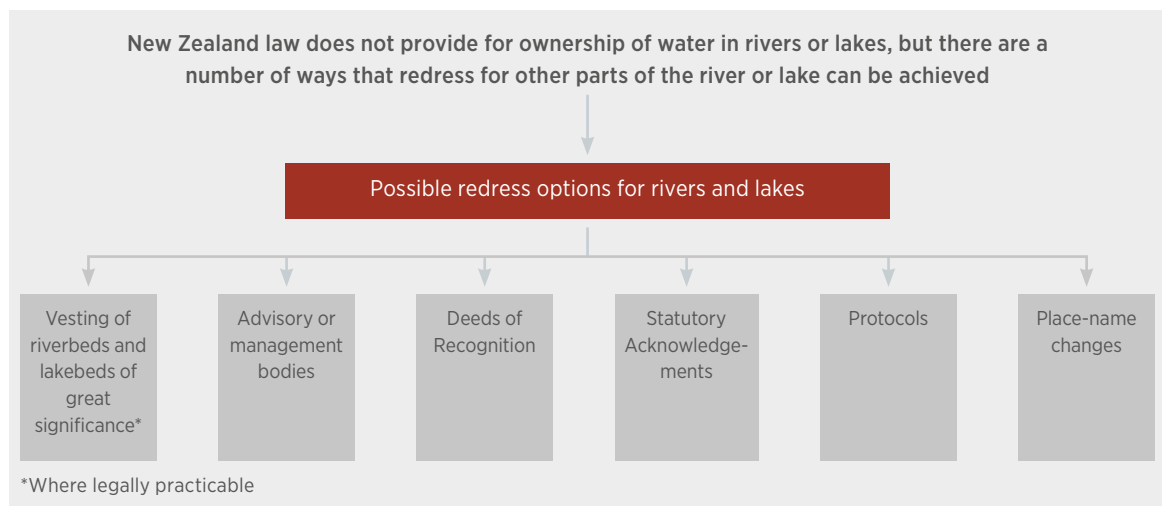 New Zealand law does not provide for ownership of water in rivers or lakes, but there are a
number of ways that redress for other parts of the river or lake can be achieved
Possible redress options for rivers and lakes
Vesting of
riverbeds and
lakebeds of
great
significance*
Advisory or
management
bodies
Deeds of
Recognition
Statutory
Acknowledge-
ments
Protocols
Place-name
changes
*Where legally practicable